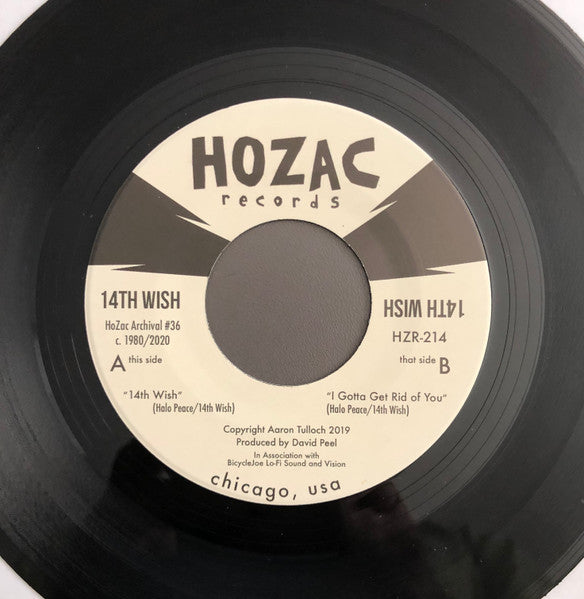 HOZAC
records
14TH WISH
HoZac Archival #36
c. 1980/2020
A this side
"14th Wish"
(Halo Peace/14th Wish)
14TH WISH
HZR-214
that side B
"I Gotta Get Rid of You"
(Halo Peace/14th Wish)
Copyright Aaron Tulloch 2019
Produced by David Peel
In Association with
BicycleJoe Lo-Fi Sound and Vision
chicago, usa